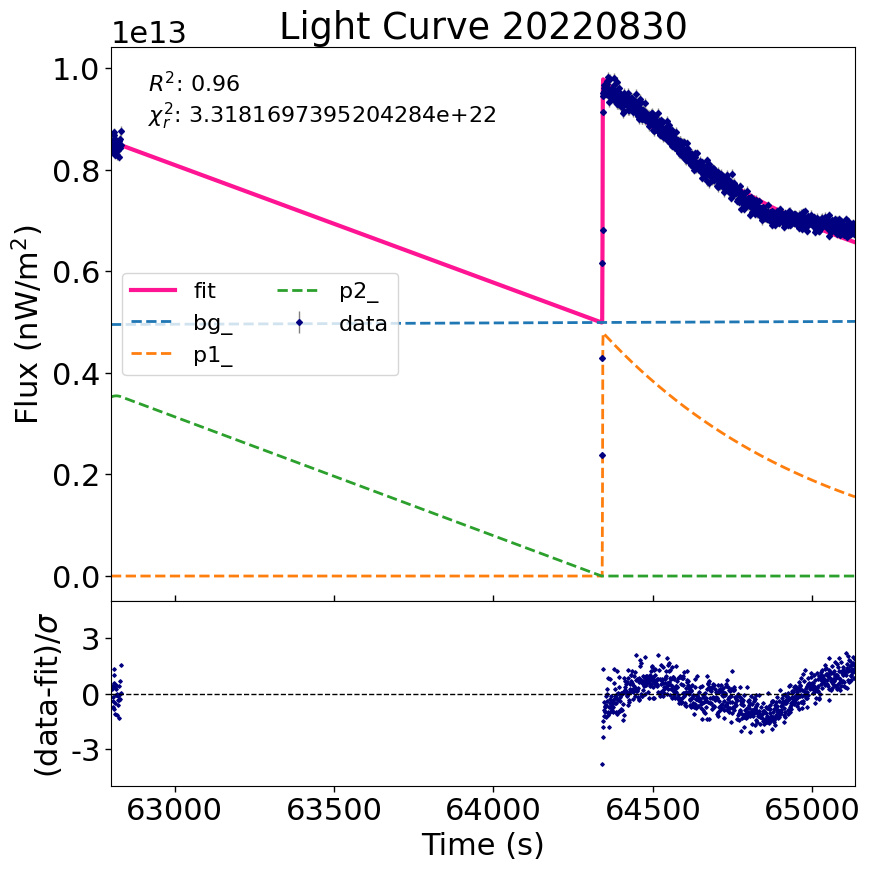 Light Curve 20220830
1e13
R²: 0.96
χ²ᵣ: 3.3181697395204284e+22
1.0
0.8
0.6
0.4
0.2
0.0
Flux (nW/m²)
fit
bg_
p1_
p2_
data
3
0
-3
(data-fit)/σ
63000 63500 64000 64500 65000
Time (s)